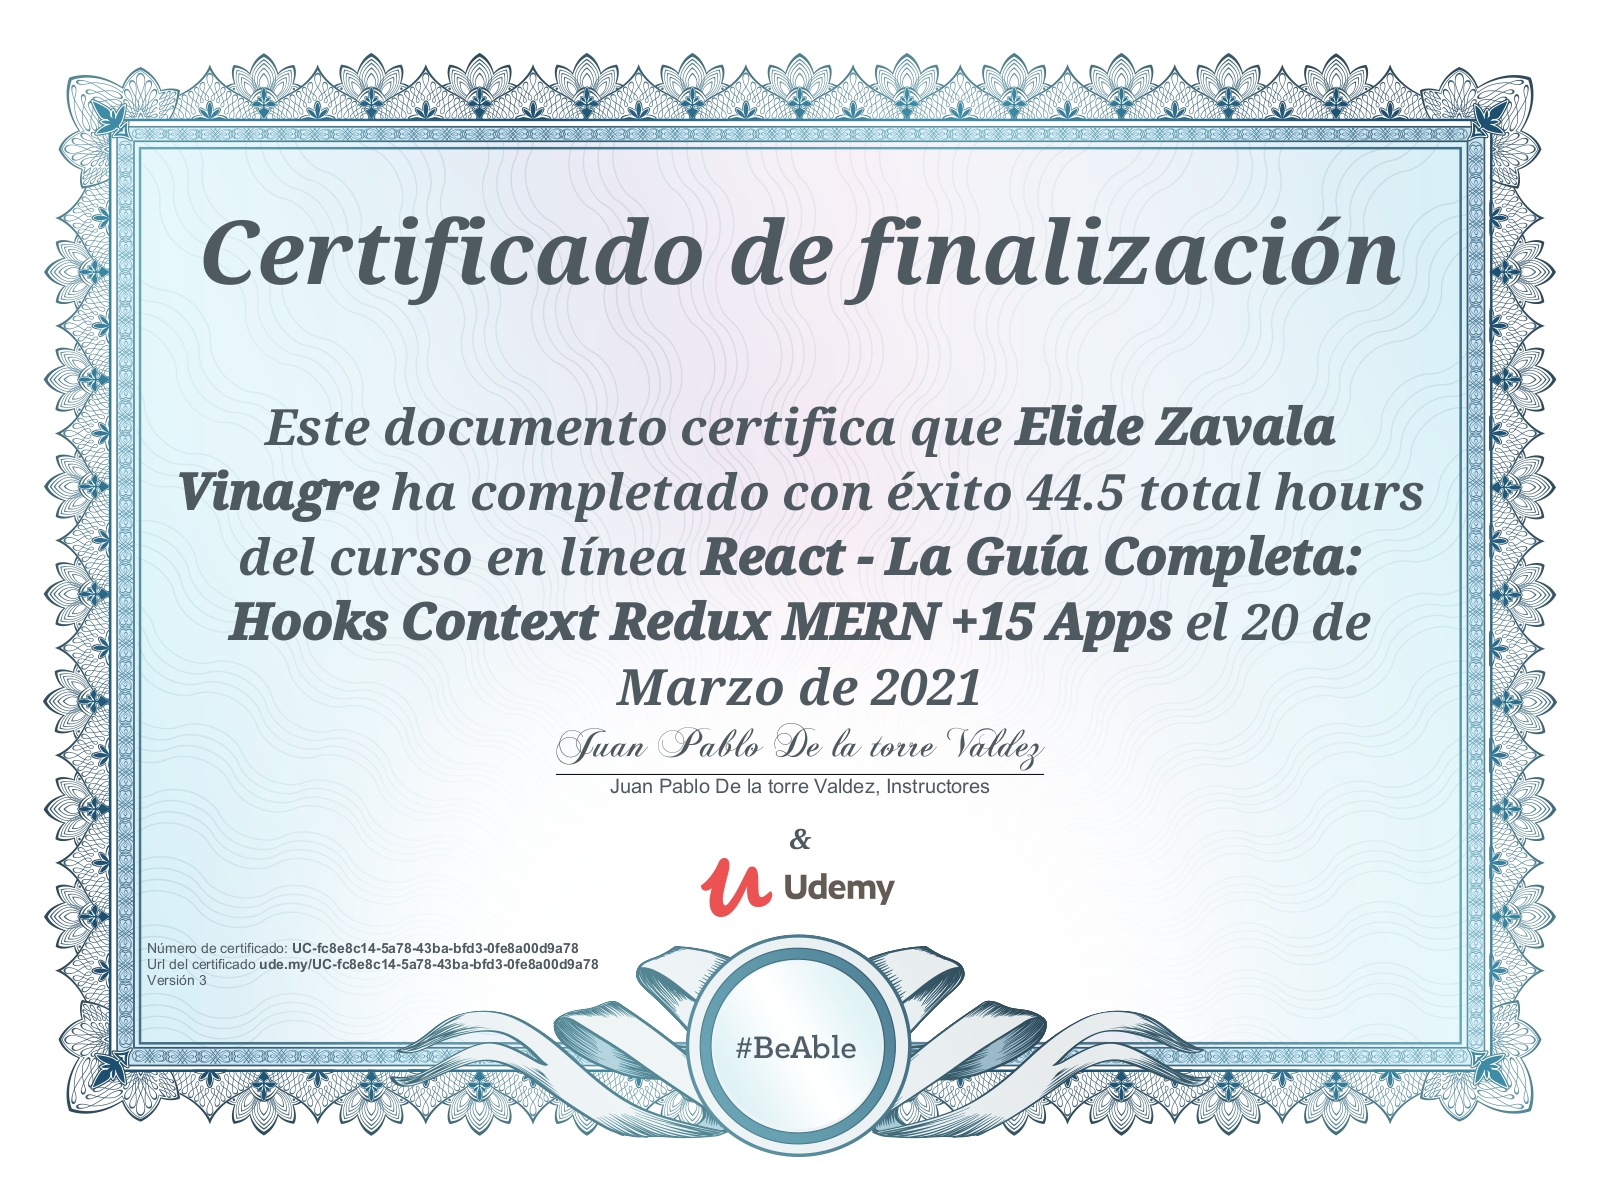 Certificado de finalización
Este documento certifica que Elide Zavala
Vinagre ha completado con éxito 44.5 total hours
del curso en línea React - La Guía Completa:
Hooks Context Redux MERN +15 Apps el 20 de
Marzo de 2021
Juan Pablo De la torre Valdez
Juan Pablo De la torre Valdez, Instructores
&
Udemy
Número de certificado: UC-fc8e8c14-5a78-43ba-bfd3-0fe8a00d9a78
Url del certificado ude.my/UC-fc8e8c14-5a78-43ba-bfd3-0fe8a00d9a78
Versión 3
#BeAble